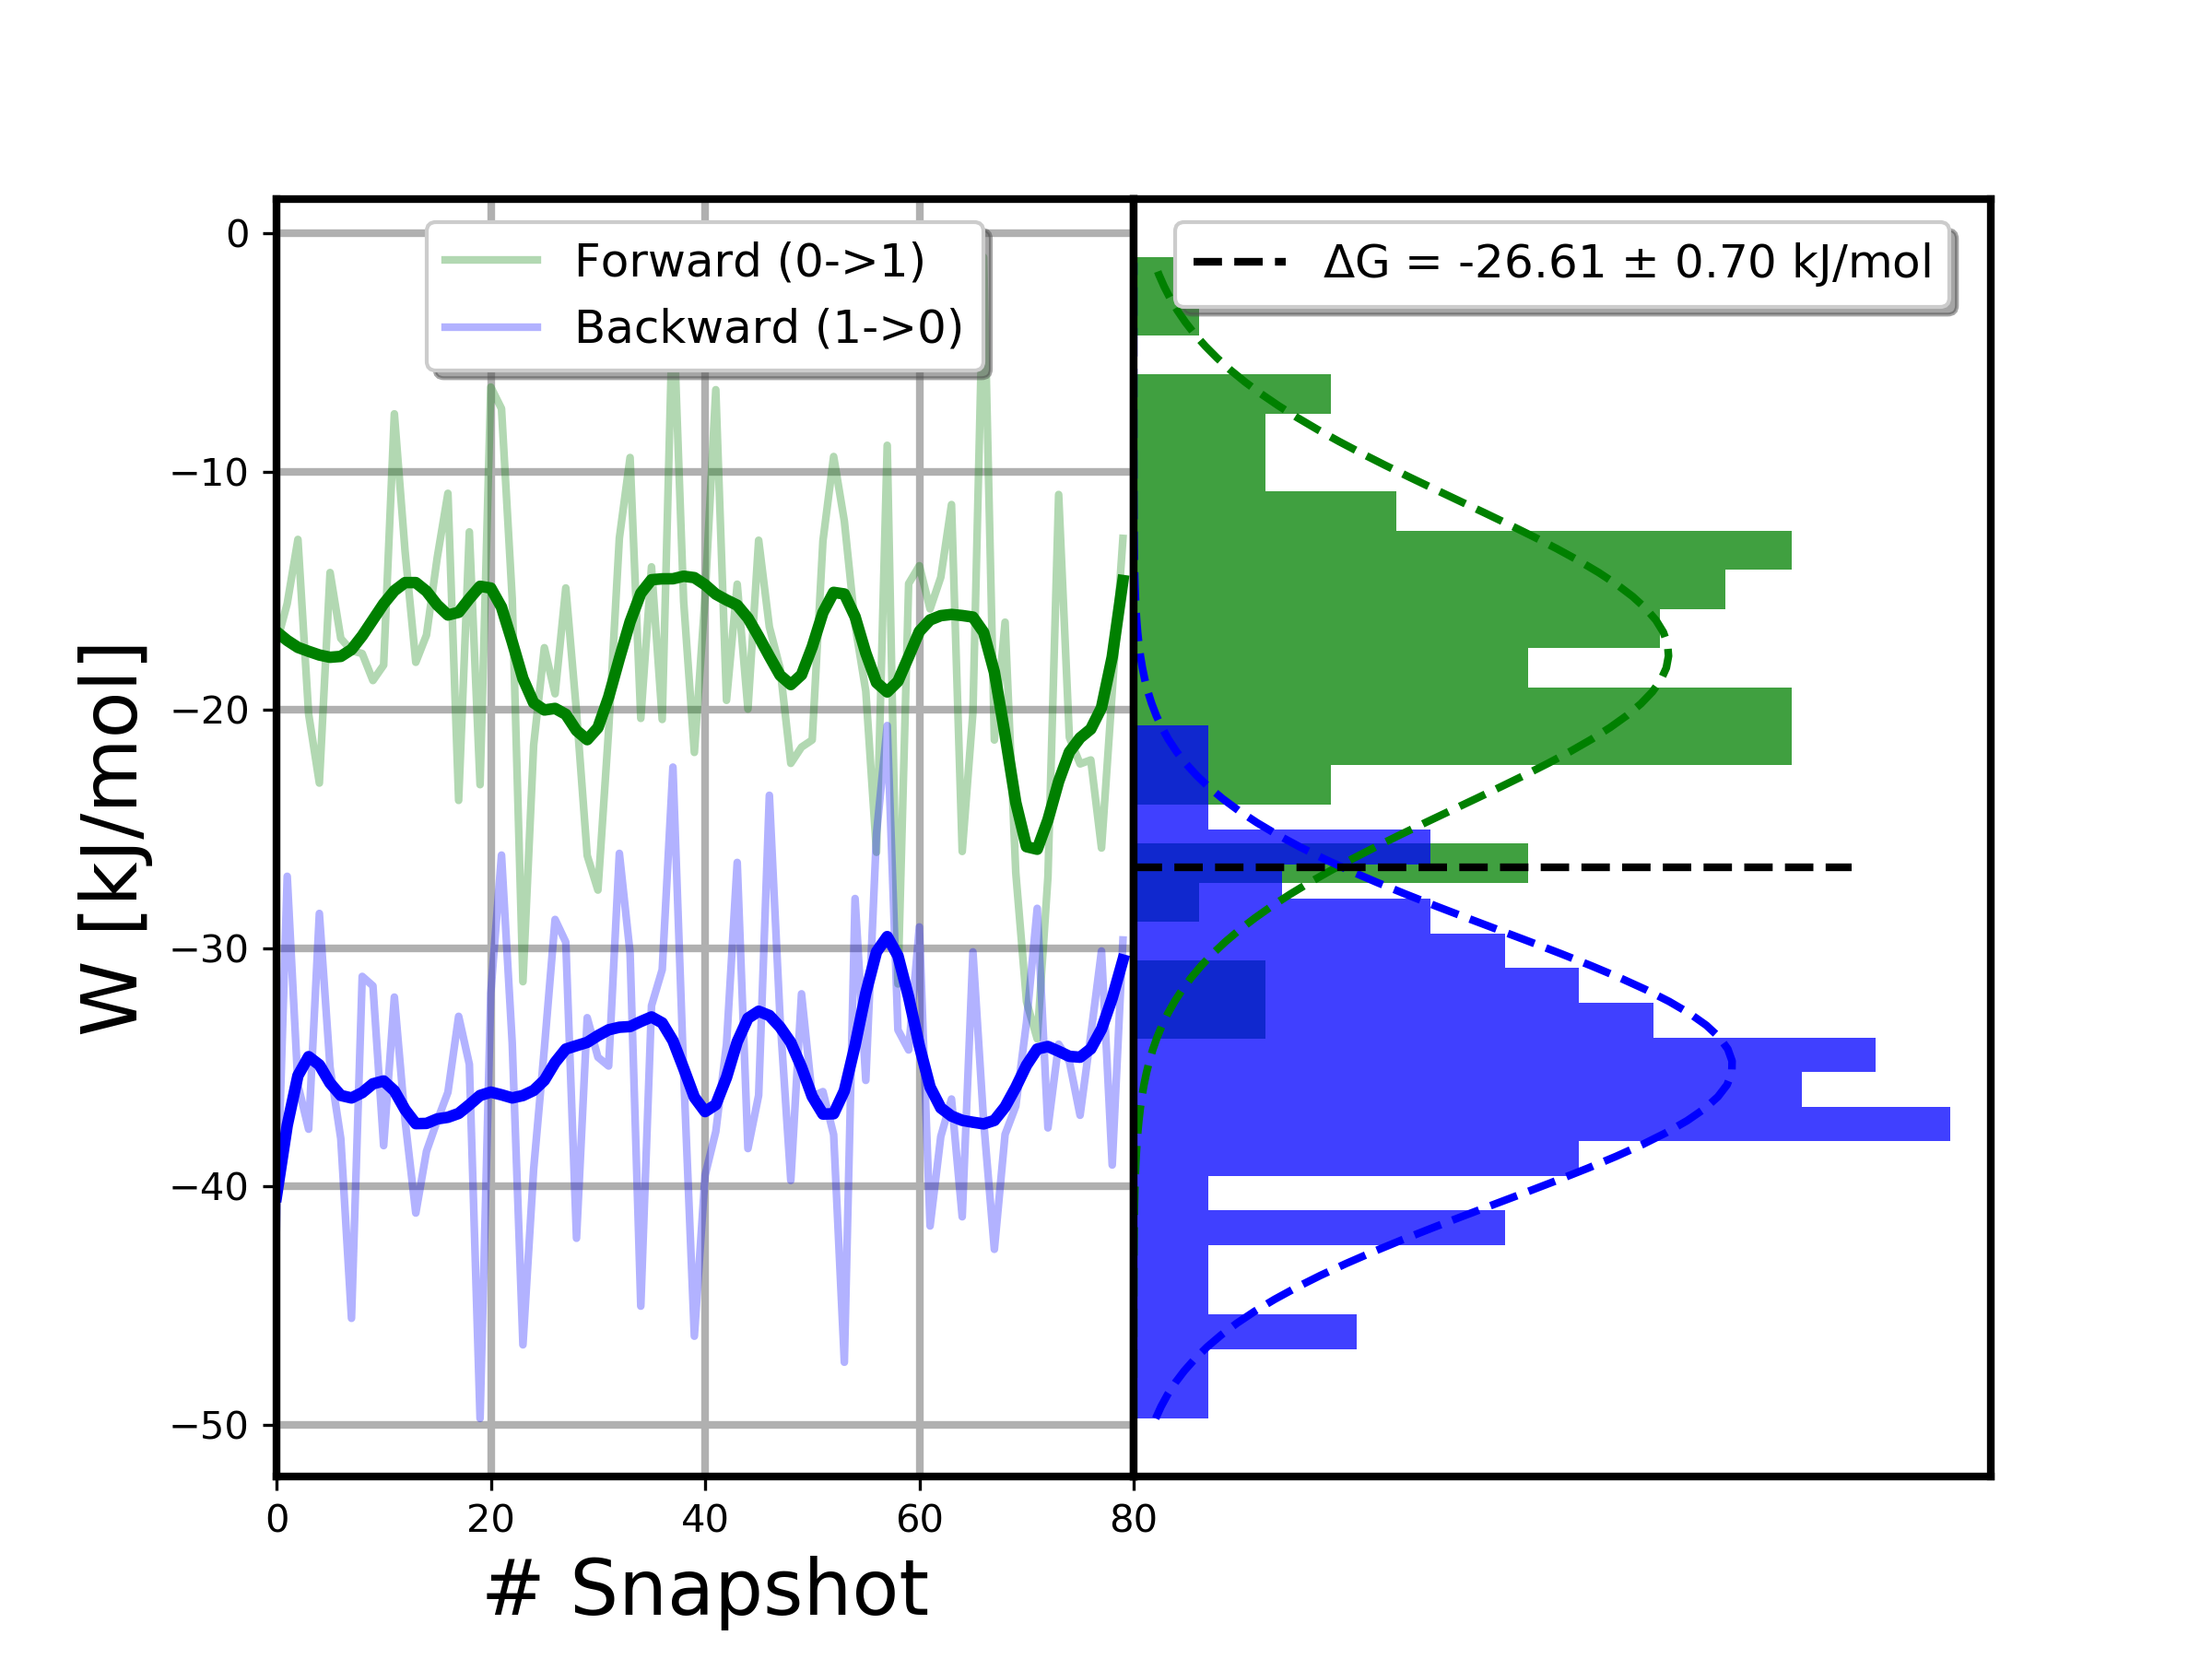 Forward (0->1)
Backward (1->0)
ΔG = -26.61 ± 0.70 kJ/mol
0
−10
−20
−30
−40
−50
W [kJ/mol]
0 20 40 60 80
# Snapshot